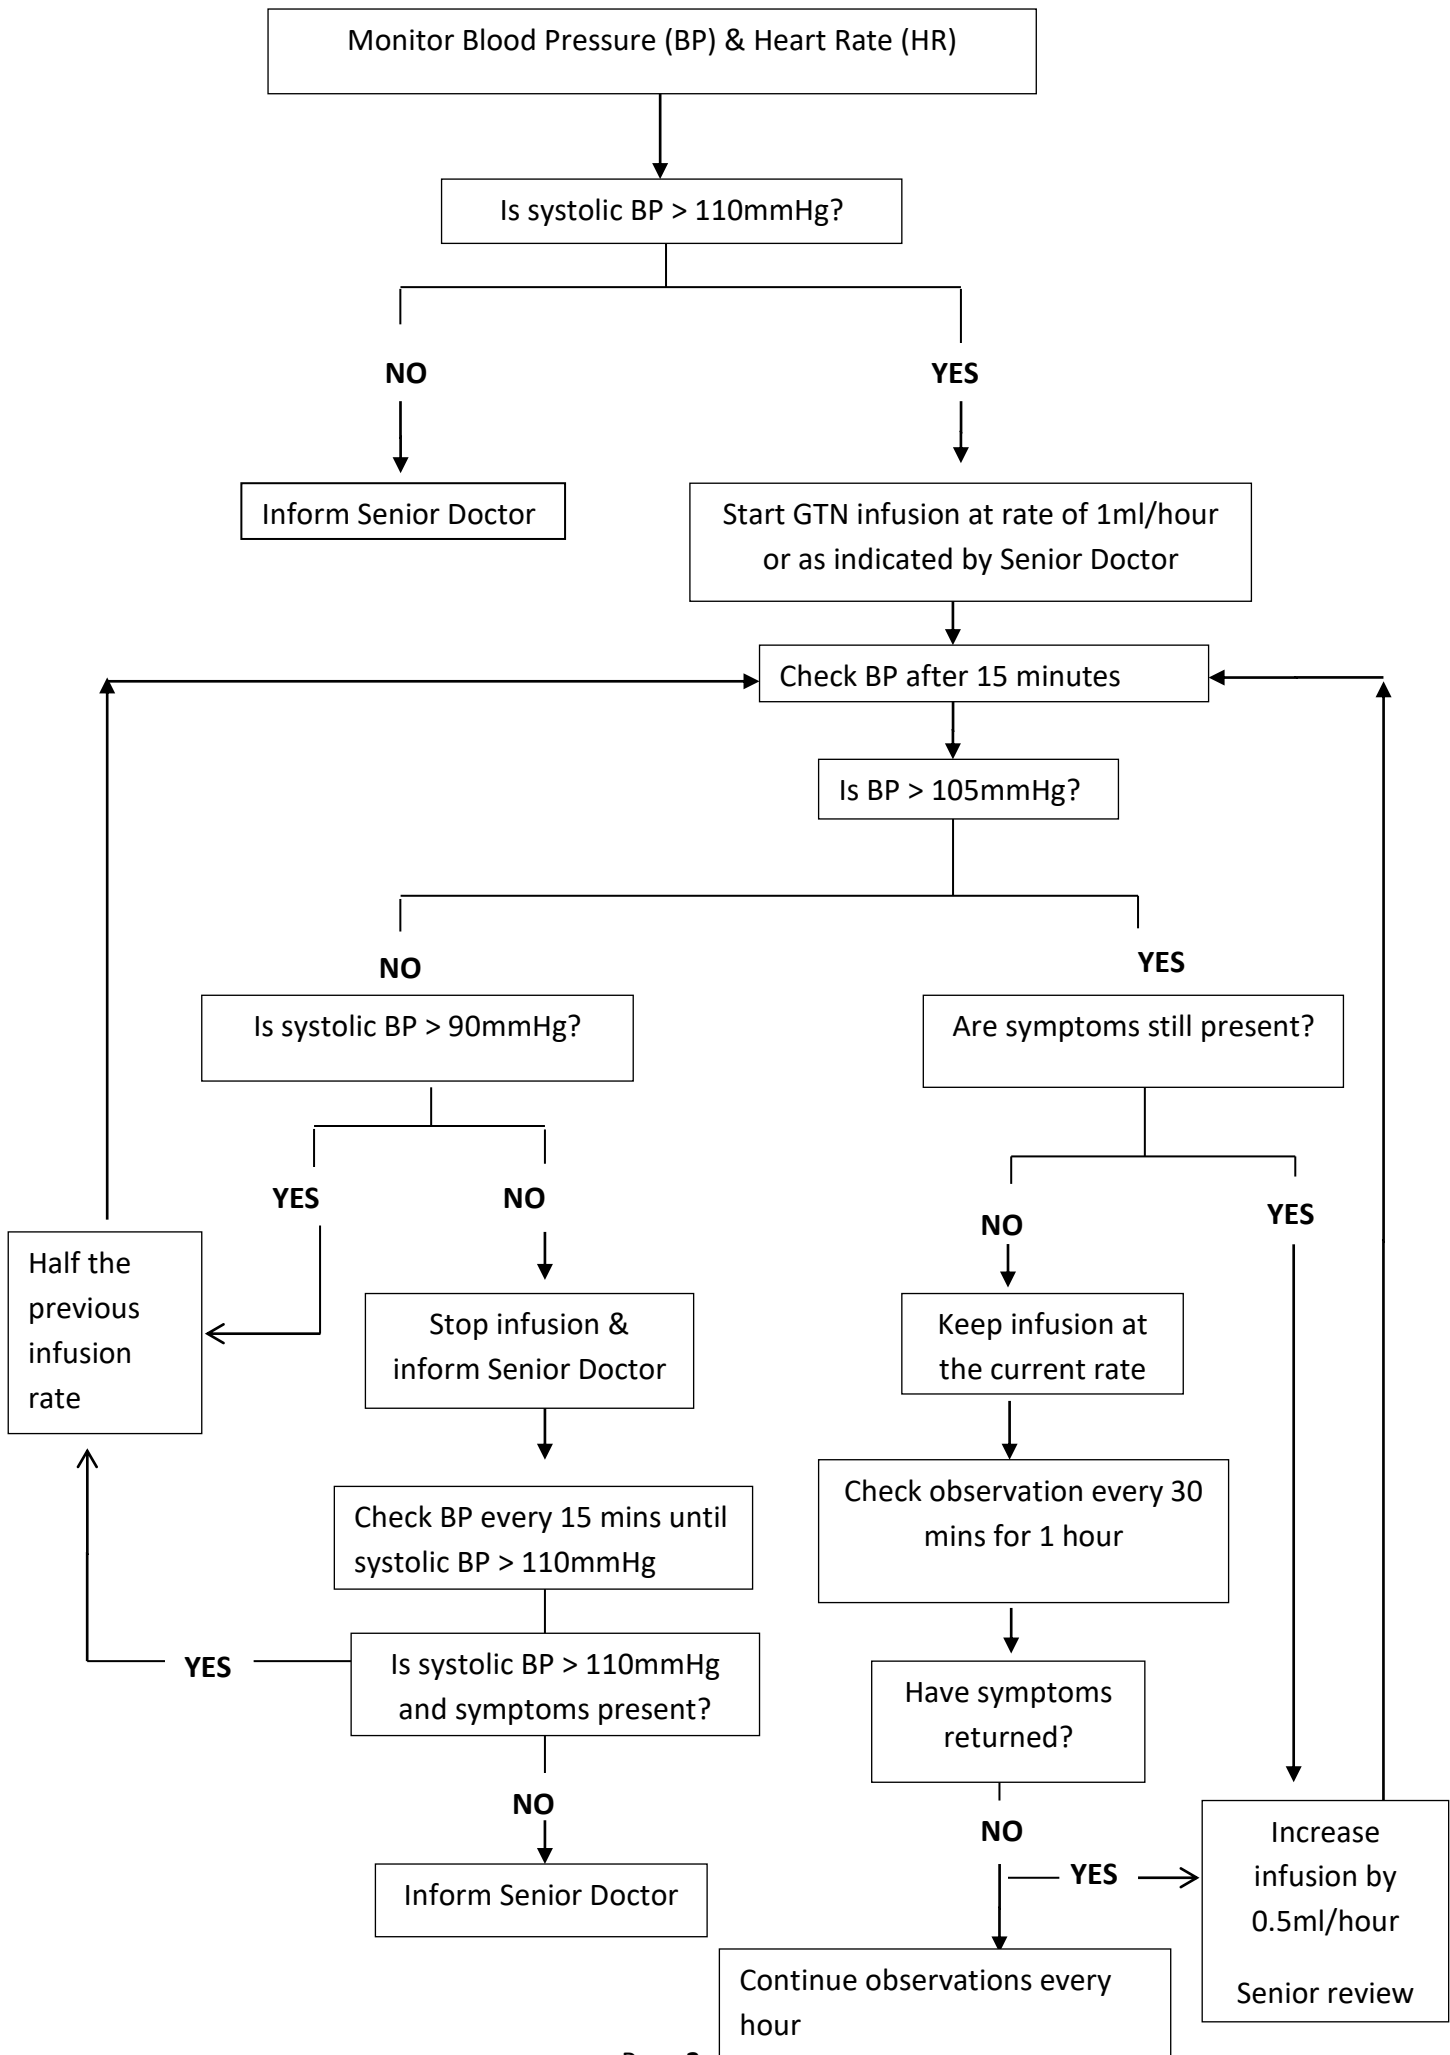 Monitor Blood Pressure (BP) & Heart Rate (HR)
Is systolic BP > 110mmHg?
NO
YES
Inform Senior Doctor
Start GTN infusion at rate of 1ml/hour
or as indicated by Senior Doctor
Check BP after 15 minutes
Is BP > 105mmHg?
NO
YES
Is systolic BP > 90mmHg?
Are symptoms still present?
YES
NO
NO
YES
Half the
previous
infusion
rate
Stop infusion &
inform Senior Doctor
Keep infusion at
the current rate
Check BP every 15 mins until
systolic BP > 110mmHg
Check observation every 30
mins for 1 hour
YES
Is systolic BP > 110mmHg
and symptoms present?
Have symptoms
returned?
NO
Inform Senior Doctor
NO
YES
Increase
infusion by
0.5ml/hour
Senior review
Continue observations every
hour